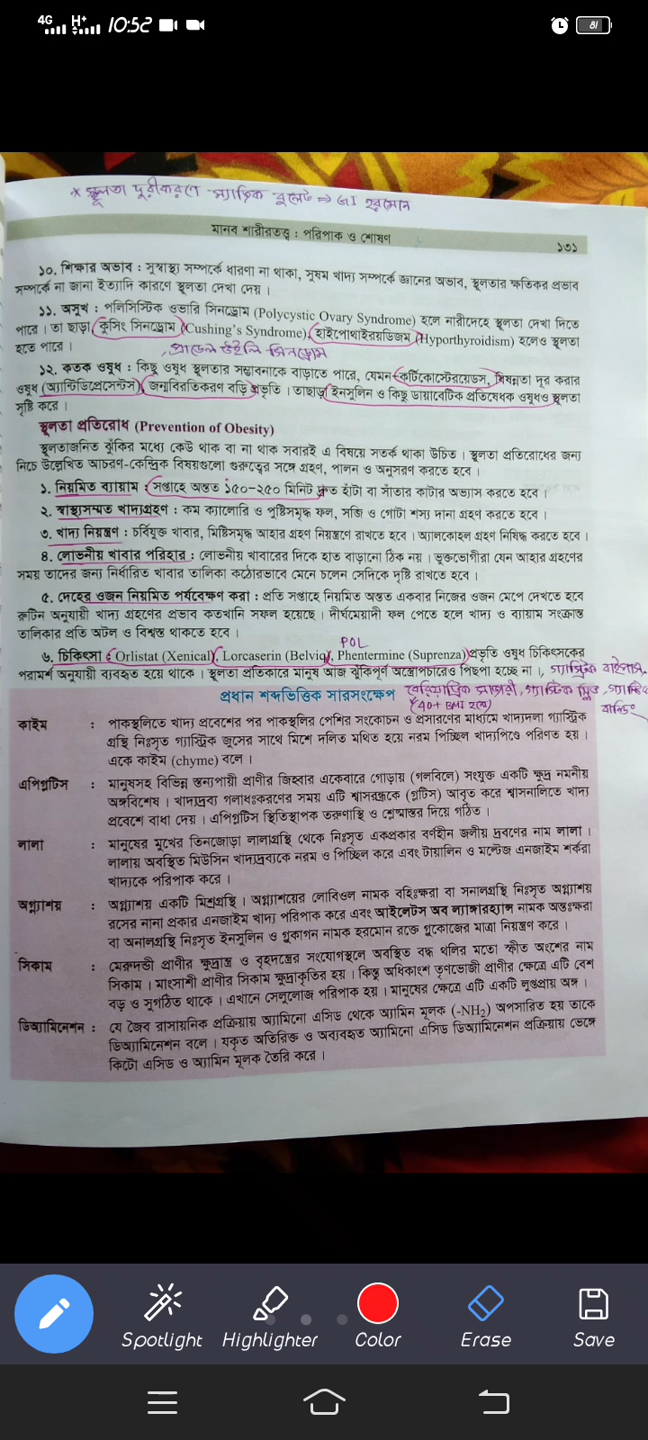 4G H+ 10:52 81
* স্থূলতা দূরীকরণে ম্যাজিক বুলেট ⇒ GI হরমোন
মানব শারীরতত্ত্ব : পরিপাক ও শোষণ ১৩১
১০. শিক্ষার অভাব : সুস্বাস্থ্য সম্পর্কে ধারণা না থাকা, সুষম খাদ্য সম্পর্কে জ্ঞানের অভাব, স্থূলতার ক্ষতিকর প্রভাব
সম্পর্কে না জানা ইত্যাদি কারণে স্থূলতা দেখা দেয় ।
১১. অসুখ : পলিসিস্টিক ওভারি সিনড্রোম (Polycystic Ovary Syndrome) হলে নারীদেহে স্থূলতা দেখা দিতে
পারে । তা ছাড়া কুসিং সিনড্রোম (Cushing's Syndrome), হাইপোথাইরয়ডিজম (Hyporthyroidism) হলেও স্থূলতা
হতে পারে ।
, প্রাডের উইলি সিনড্রোম
১২. কতক ওষুধ : কিছু ওষুধ স্থূলতার সম্ভাবনাকে বাড়াতে পারে, যেমন কর্টিকোস্টেরয়েডস, বিষন্নতা দূর করার
ওষুধ (অ্যান্টিডিপ্রেসেন্টস), জন্মবিরতিকরণ বড়ি প্রভৃতি । তাছাড়া ইনসুলিন ও কিছু ডায়াবেটিক প্রতিষেধক ওষুধও স্থূলতা
সৃষ্টি করে ।
স্থূলতা প্রতিরোধ (Prevention of Obesity)
স্থূলতাজনিত ঝুঁকির মধ্যে কেউ থাক বা না থাক সবারই এ বিষয়ে সতর্ক থাকা উচিত । স্থূলতা প্রতিরোধের জন্য
নিচে উল্লেখিত আচরণ-কেন্দ্রিক বিষয়গুলো গুরুত্বের সঙ্গে গ্রহণ, পালন ও অনুসরণ করতে হবে ।
১. নিয়মিত ব্যায়াম : সপ্তাহে অন্তত ১৫০-২৫০ মিনিট দ্রুত হাঁটা বা সাঁতার কাটার অভ্যাস করতে হবে ।
২. স্বাস্থ্যসম্মত খাদ্যগ্রহণ : কম ক্যালোরি ও পুষ্টিসমৃদ্ধ ফল, সজি ও গোটা শস্য দানা গ্রহণ করতে হবে ।
৩. খাদ্য নিয়ন্ত্রণ : চর্বিযুক্ত খাবার, মিষ্টিসমৃদ্ধ আহার গ্রহণ নিয়ন্ত্রণে রাখতে হবে । অ্যালকোহল গ্রহণ নিষিদ্ধ করতে হবে ।
৪. লোভনীয় খাবার পরিহার : লোভনীয় খাবারের দিকে হাত বাড়ানো ঠিক নয় । ভুক্তভোগীরা যেন আহার গ্রহণের
সময় তাদের জন্য নির্ধারিত খাবার তালিকা কঠোরভাবে মেনে চলেন সেদিকে দৃষ্টি রাখতে হবে ।
৫. দেহের ওজন নিয়মিত পর্যবেক্ষণ করা : প্রতি সপ্তাহে নিয়মিত অন্তত একবার নিজের ওজন মেপে দেখতে হবে
রুটিন অনুযায়ী খাদ্য গ্রহণের প্রভাব কতখানি সফল হয়েছে । দীর্ঘমেয়াদী ফল পেতে হলে খাদ্য ও ব্যায়াম সংক্রান্ত
তালিকার প্রতি অটল ও বিশ্বস্ত থাকতে হবে ।
POL
৬. চিকিৎসা : Orlistat (Xenical), Lorcaserin (Belviq), Phentermine (Suprenza) প্রভৃতি ওষুধ চিকিৎসকের
পরামর্শ অনুযায়ী ব্যবহৃত হয়ে থাকে । স্থূলতা প্রতিকারে মানুষ আজ ঝুঁকিপূর্ণ অস্ত্রোপচারেও পিছপা হচ্ছে না ।, গ্যাস্ট্রিক বাইপাস,
বেরিয়াট্রিক সার্জারী, গ্যাস্ট্রিক স্লিভ, গ্যাস্ট্রিক
(40+ BMI হলে) ব্যান্ডিং
প্রধান শব্দভিত্তিক সারসংক্ষেপ
কাইম : পাকস্থলিতে খাদ্য প্রবেশের পর পাকস্থলির পেশির সংকোচন ও প্রসারণের মাধ্যমে খাদ্যদলা গ্যাস্ট্রিক
গ্রন্থি নিঃসৃত গ্যাস্ট্রিক জুসের সাথে মিশে দলিত মথিত হয়ে নরম পিচ্ছিল খাদ্যপিণ্ডে পরিণত হয় ।
একে কাইম (chyme) বলে ।
এপিগ্লটিস : মানুষসহ বিভিন্ন স্তন্যপায়ী প্রাণীর জিহ্বার একেবারে গোড়ায় (গলবিলে) সংযুক্ত একটি ক্ষুদ্র নমনীয়
অঙ্গবিশেষ । খাদ্যদ্রব্য গলাধঃকরণের সময় এটি শ্বাসরন্ধ্রকে (গ্লটিস) আবৃত করে শ্বাসনালিতে খাদ্য
প্রবেশে বাধা দেয় । এপিগ্লটিস স্থিতিস্থাপক তরুণাস্থি ও শ্লেষ্মাস্তর দিয়ে গঠিত ।
লালা : মানুষের মুখের তিনজোড়া লালাগ্রন্থি থেকে নিঃসৃত একপ্রকার বর্ণহীন জলীয় দ্রবণের নাম লালা ।
লালায় অবস্থিত মিউসিন খাদ্যদ্রব্যকে নরম ও পিচ্ছিল করে এবং টায়ালিন ও মল্টেজ এনজাইম শর্করা
খাদ্যকে পরিপাক করে ।
অগ্ন্যাশয় : অগ্ন্যাশয় একটি মিশ্রগ্রন্থি । অগ্ন্যাশয়ের লোবিওল নামক বহিঃক্ষরা বা সনালগ্রন্থি নিঃসৃত অগ্ন্যাশয়
রসের নানা প্রকার এনজাইম খাদ্য পরিপাক করে এবং আইলেটস অব ল্যাঙ্গারহ্যান্স নামক অন্তঃক্ষরা
বা অনালগ্রন্থি নিঃসৃত ইনসুলিন ও গ্লুকাগন নামক হরমোন রক্তে গ্লুকোজের মাত্রা নিয়ন্ত্রণ করে ।
সিকাম : মেরুদন্ডী প্রাণীর ক্ষুদ্রান্ত্র ও বৃহদন্ত্রের সংযোগস্থলে অবস্থিত বদ্ধ থলির মতো স্ফীত অংশের নাম
সিকাম । মাংসাশী প্রাণীর সিকাম ক্ষুদ্রাকৃতির হয় । কিন্তু অধিকাংশ তৃণভোজী প্রাণীর ক্ষেত্রে এটি বেশ
বড় ও সুগঠিত থাকে । এখানে সেলুলোজ পরিপাক হয় । মানুষের ক্ষেত্রে এটি একটি লুপ্তপ্রায় অঙ্গ ।
ডিঅ্যামিনেশন : যে জৈব রাসায়নিক প্রক্রিয়ায় অ্যামিনো এসিড থেকে অ্যামিন মূলক (-NH₂) অপসারিত হয় তাকে
ডিঅ্যামিনেশন বলে । যকৃত অতিরিক্ত ও অব্যবহৃত অ্যামিনো এসিড ডিঅ্যামিনেশন প্রক্রিয়ায় ভেঙ্গে
কিটো এসিড ও অ্যামিন মূলক তৈরি করে ।
Spotlight Highlighter Color Erase Save